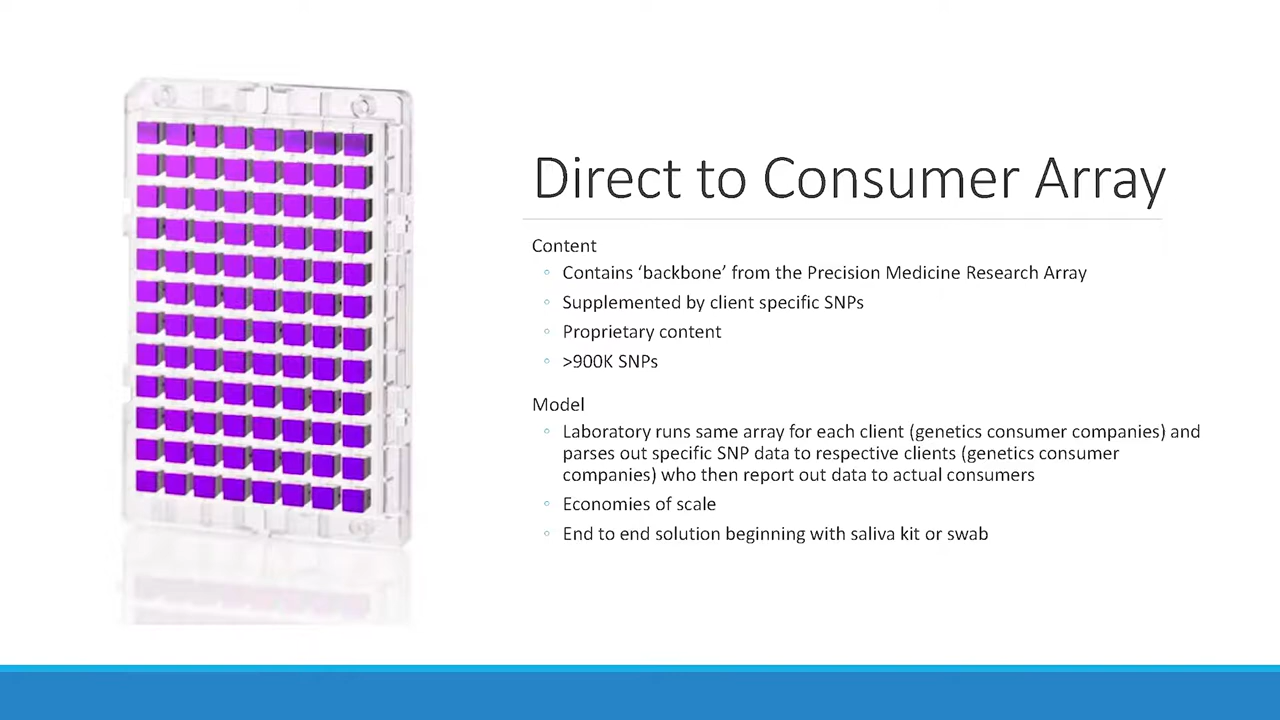 Direct to Consumer Array
Content
◦ Contains ‘backbone’ from the Precision Medicine Research Array
◦ Supplemented by client specific SNPs
◦ Proprietary content
◦ >900K SNPs
Model
◦ Laboratory runs same array for each client (genetics consumer companies) and
parses out specific SNP data to respective clients (genetics consumer
companies) who then report out data to actual consumers
◦ Economies of scale
◦ End to end solution beginning with saliva kit or swab